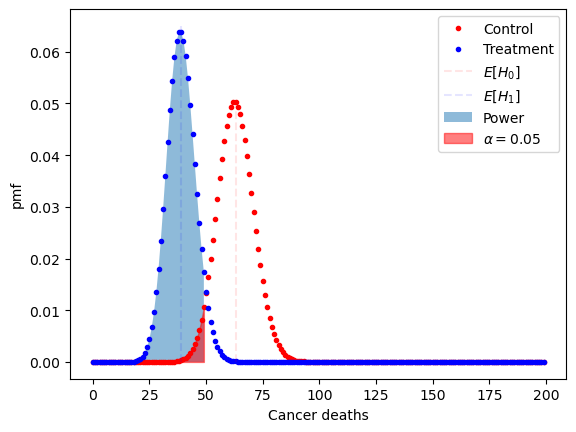 Control
Treatment
E[H₀]
E[H₁]
Power
α = 0.05
0.06
0.05
0.04
0.03
0.02
0.01
0.00
pmf
0 25 50 75 100 125 150 175 200
Cancer deaths